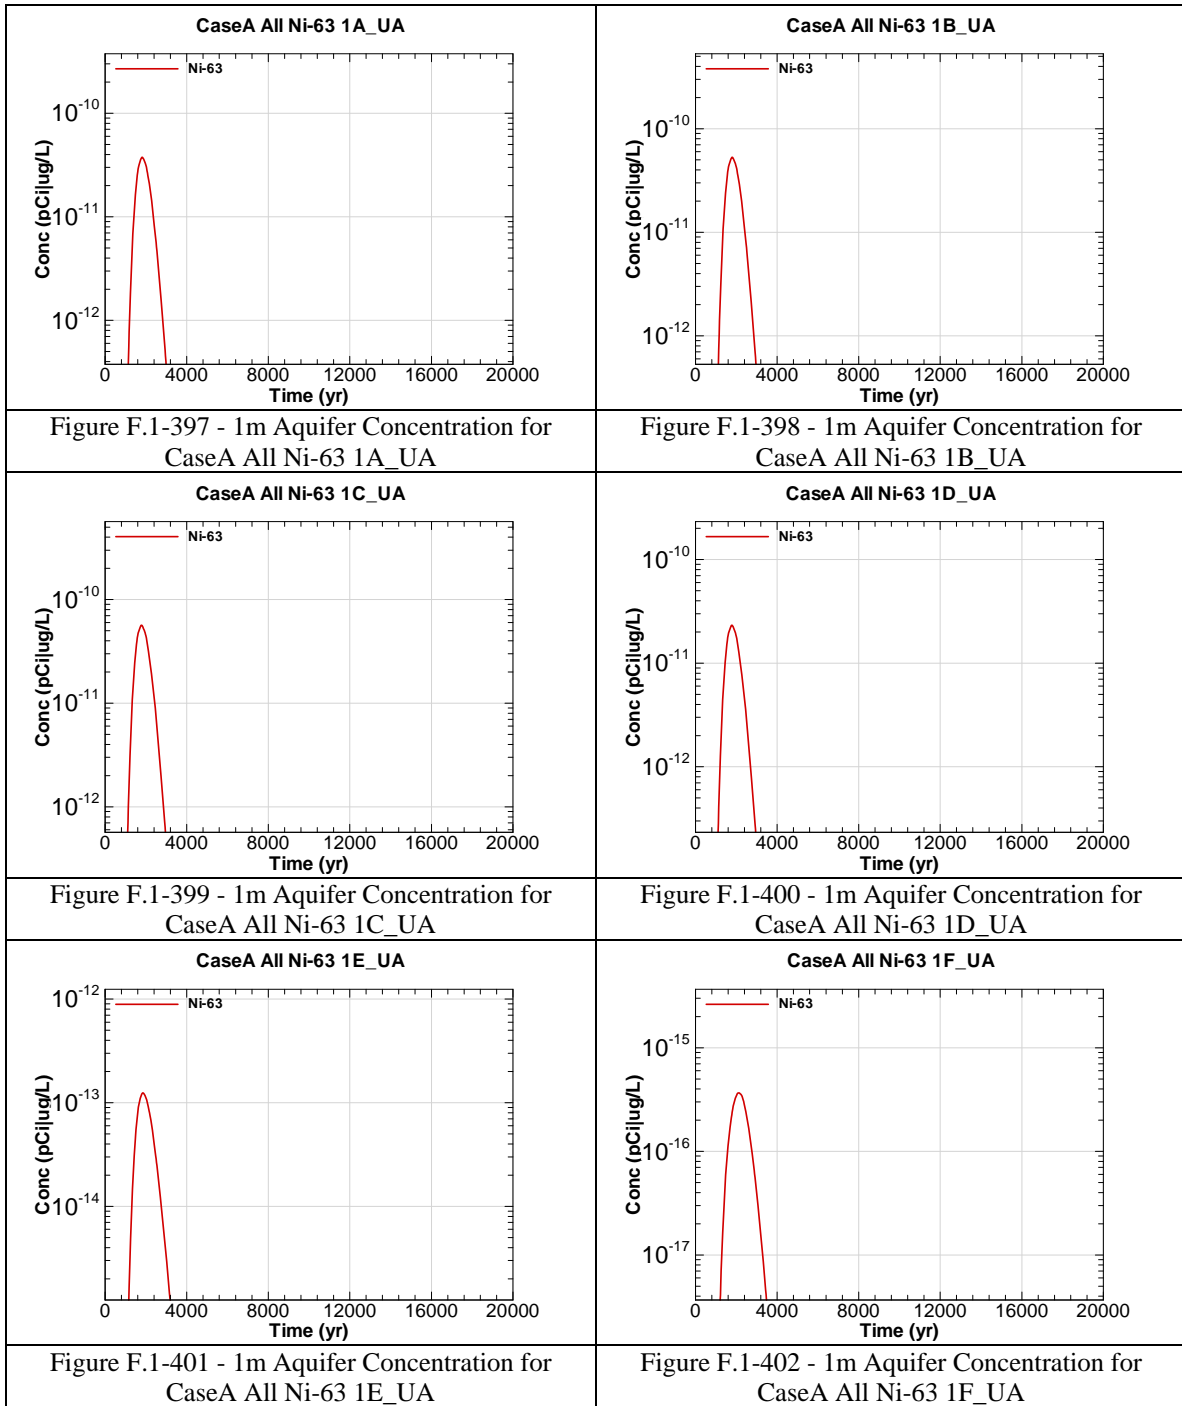 CaseA All Ni-63 1A_UA
Ni-63
10^-10
10^-11
10^-12
Conc (pCi|ug/L)
0 4000 8000 12000 16000 20000
Time (yr)
Figure F.1-397 - 1m Aquifer Concentration for
CaseA All Ni-63 1A_UA
CaseA All Ni-63 1B_UA
Ni-63
10^-10
10^-11
10^-12
Conc (pCi|ug/L)
0 4000 8000 12000 16000 20000
Time (yr)
Figure F.1-398 - 1m Aquifer Concentration for
CaseA All Ni-63 1B_UA
CaseA All Ni-63 1C_UA
Ni-63
10^-10
10^-11
10^-12
Conc (pCi|ug/L)
0 4000 8000 12000 16000 20000
Time (yr)
Figure F.1-399 - 1m Aquifer Concentration for
CaseA All Ni-63 1C_UA
CaseA All Ni-63 1D_UA
Ni-63
10^-10
10^-11
10^-12
Conc (pCi|ug/L)
0 4000 8000 12000 16000 20000
Time (yr)
Figure F.1-400 - 1m Aquifer Concentration for
CaseA All Ni-63 1D_UA
CaseA All Ni-63 1E_UA
Ni-63
10^-12
10^-13
10^-14
Conc (pCi|ug/L)
0 4000 8000 12000 16000 20000
Time (yr)
Figure F.1-401 - 1m Aquifer Concentration for
CaseA All Ni-63 1E_UA
CaseA All Ni-63 1F_UA
Ni-63
10^-15
10^-16
10^-17
Conc (pCi|ug/L)
0 4000 8000 12000 16000 20000
Time (yr)
Figure F.1-402 - 1m Aquifer Concentration for
CaseA All Ni-63 1F_UA